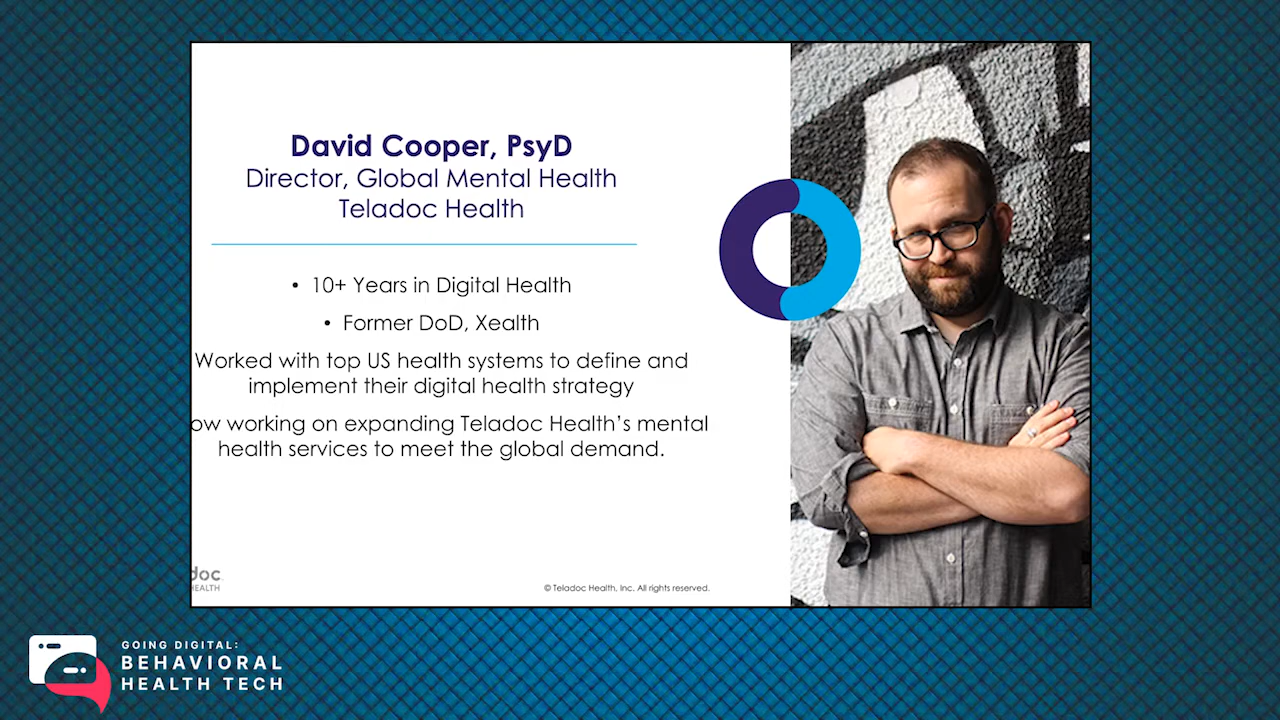 David Cooper, PsyD
Director, Global Mental Health
Teladoc Health
• 10+ Years in Digital Health
• Former DoD, Xealth
Worked with top US health systems to define and
implement their digital health strategy
ow working on expanding Teladoc Health's mental
health services to meet the global demand.
doc
HEALTH
© Teladoc Health, Inc. All rights reserved.
GOING DIGITAL:
BEHAVIORAL
HEALTH TECH